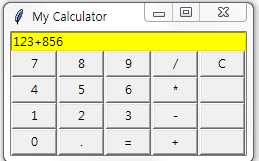 My Calculator
123+856
7 8 9 / C
4 5 6 *
1 2 3 -
0 . = +